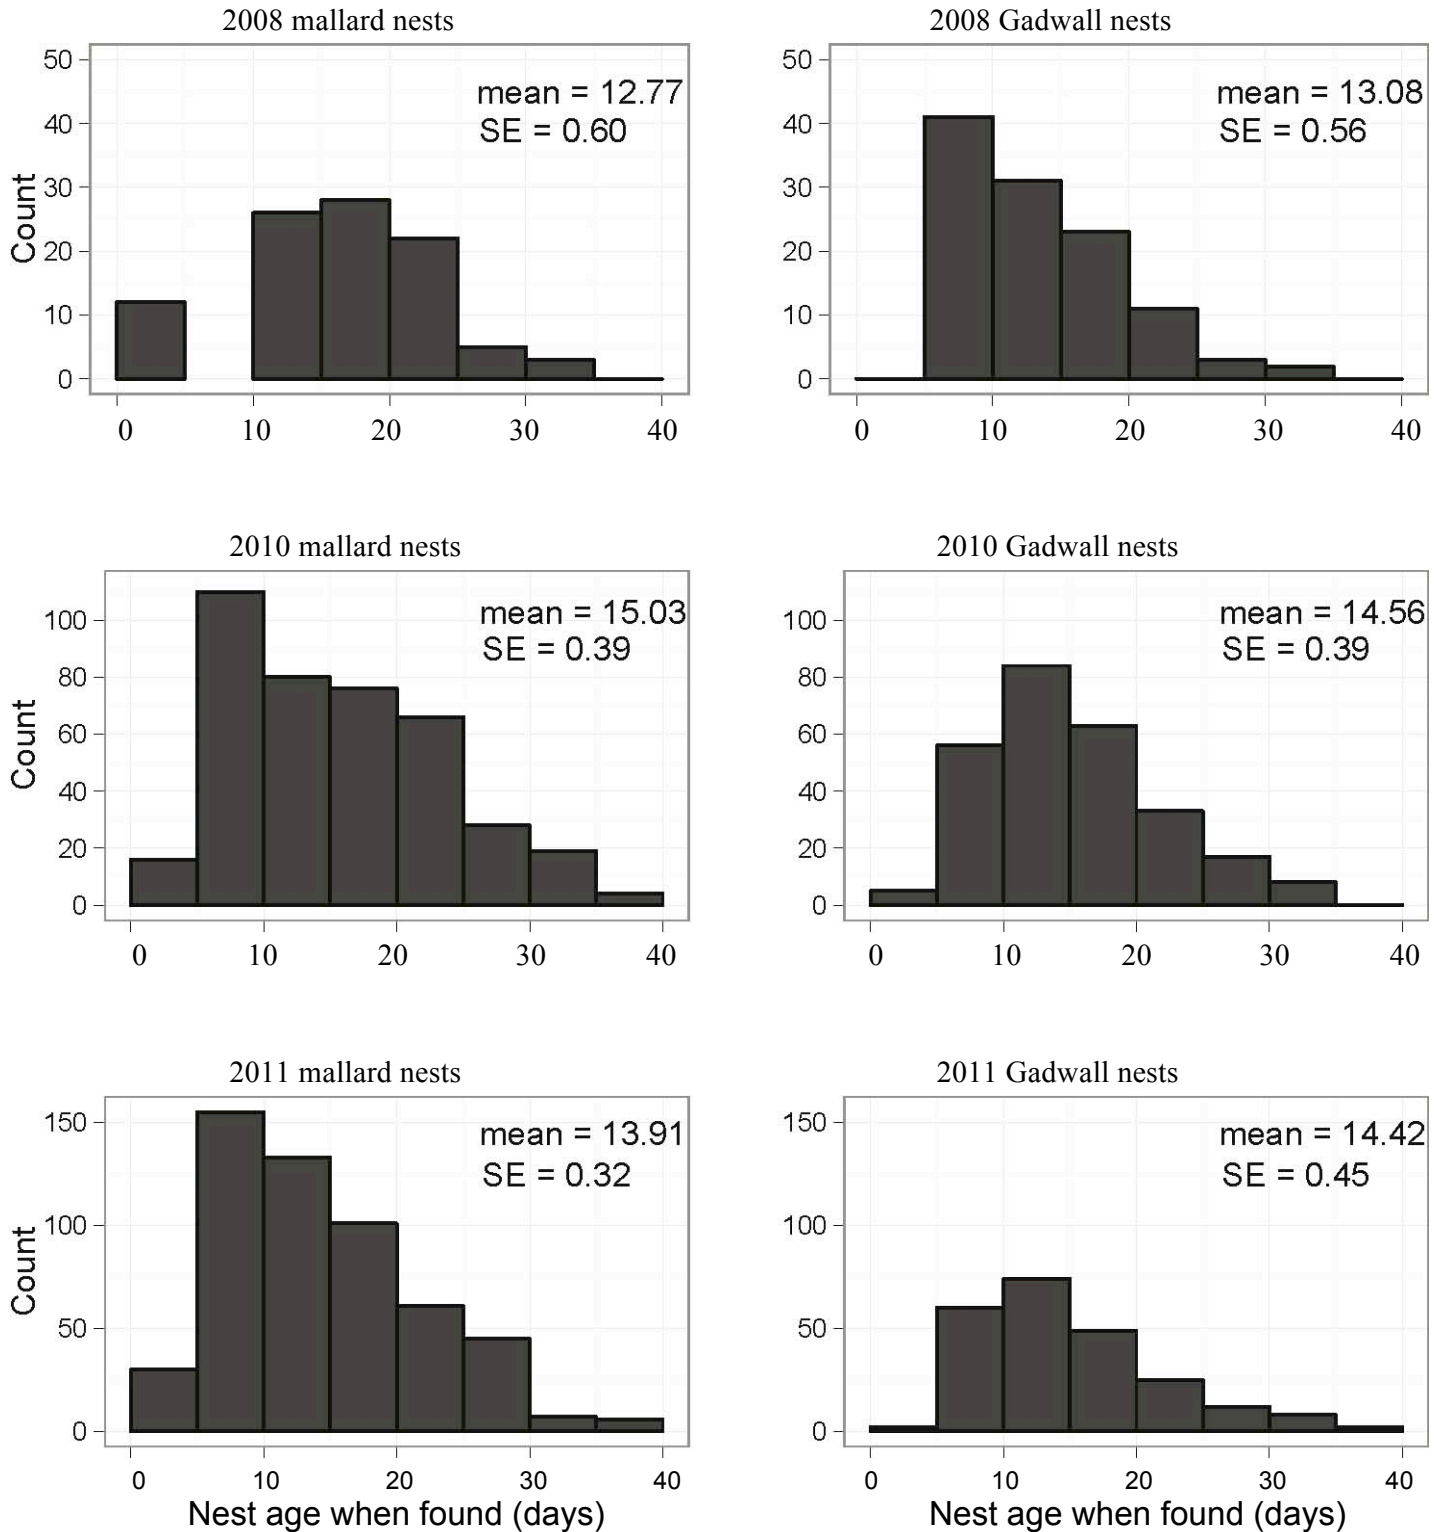 2008 mallard nests
50
40
30
20
10
0
Count
mean = 12.77
SE = 0.60
0 10 20 30 40
2008 Gadwall nests
50
40
30
20
10
0
mean = 13.08
SE = 0.56
0 10 20 30 40
2010 mallard nests
100
80
60
40
20
0
Count
mean = 15.03
SE = 0.39
0 10 20 30 40
2010 Gadwall nests
100
80
60
40
20
0
mean = 14.56
SE = 0.39
0 10 20 30 40
2011 mallard nests
150
100
50
0
Count
mean = 13.91
SE = 0.32
0 10 20 30 40
Nest age when found (days)
2011 Gadwall nests
150
100
50
0
mean = 14.42
SE = 0.45
0 10 20 30 40
Nest age when found (days)